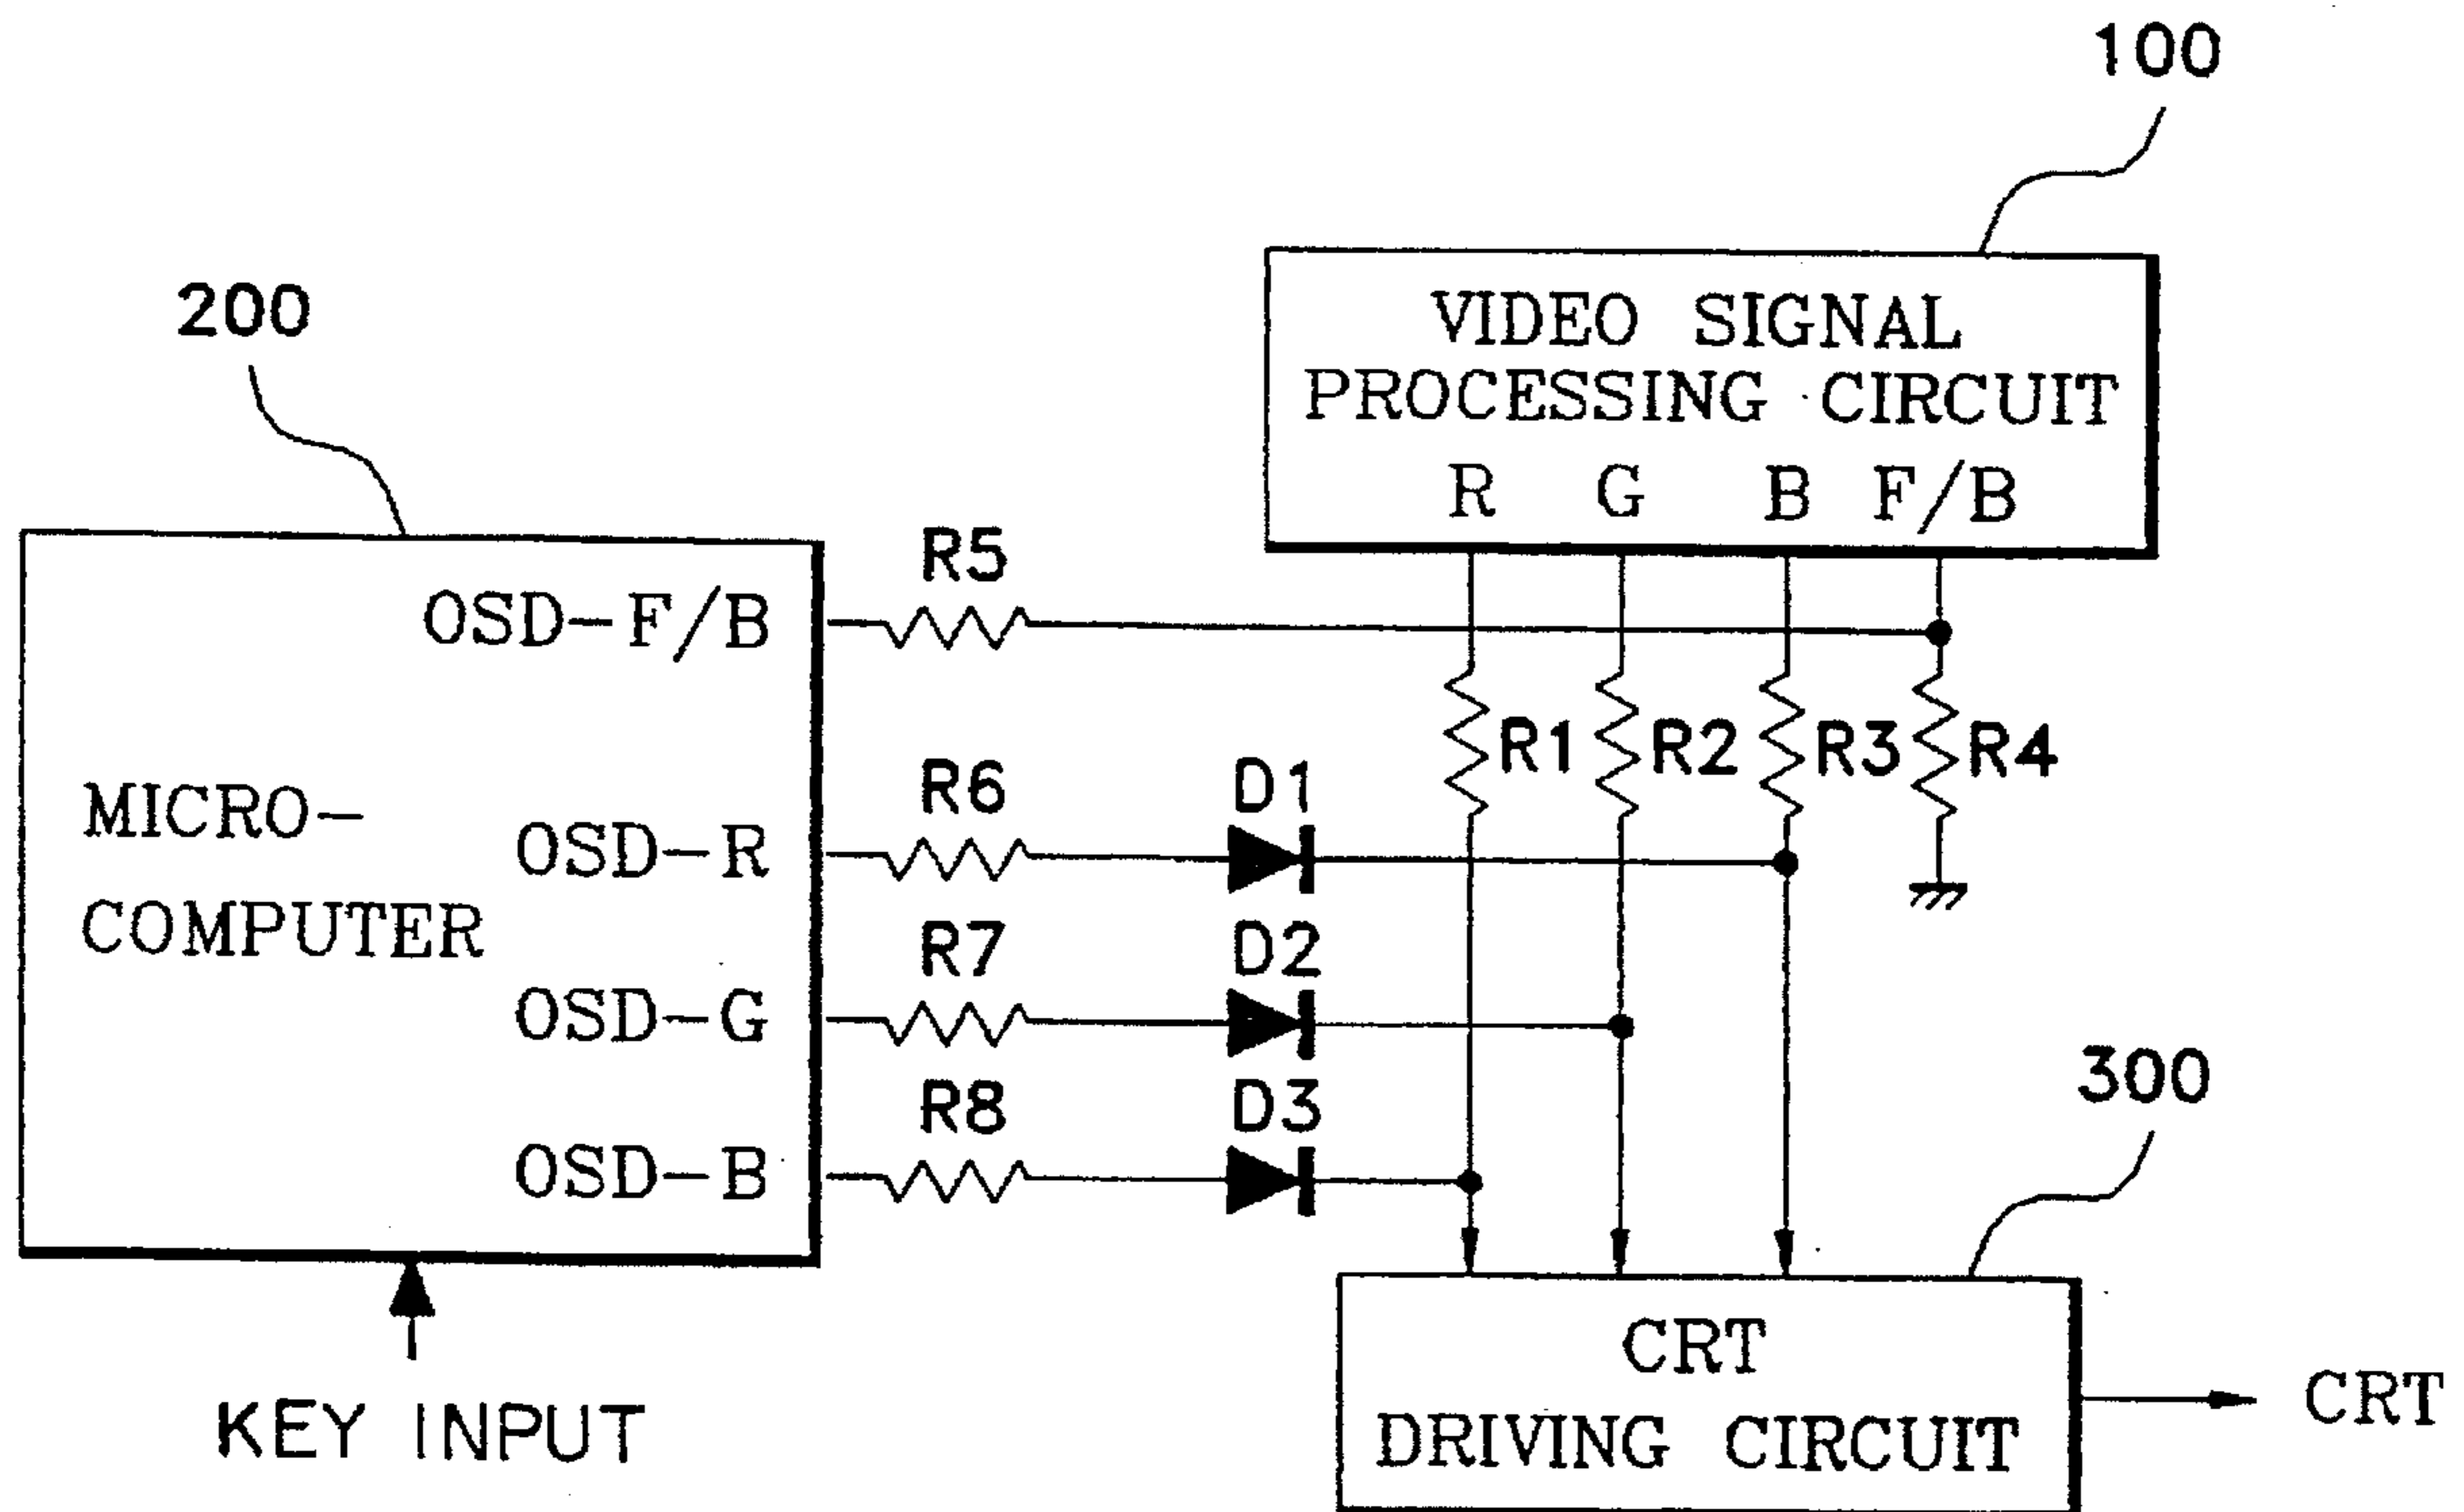 100
200
VIDEO SIGNAL
PROCESSING CIRCUIT
R G B F/B
R5
OSD-F/B
R1 R2 R3 R4
R6 D1
MICRO-
OSD-R
COMPUTER
R7 D2
OSD-G
R8 D3
300
OSD-B
CRT
DRIVING CIRCUIT
CRT
KEY INPUT